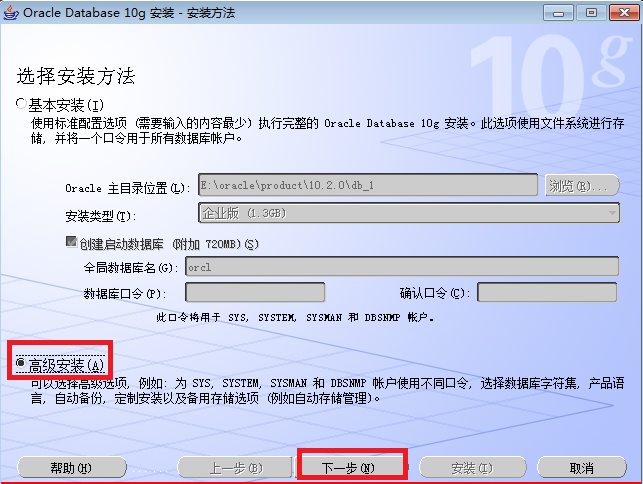 Oracle Database 10g 安装 - 安装方法
10g
选择安装方法
基本安装(I)
使用标准配置选项 (需要输入的内容最少) 执行完整的 Oracle Database 10g 安装。此选项使用文件系统进行存
储, 并将一个口令用于所有数据库帐户。
Oracle 主目录位置(L): E:\oracle\product\10.2.0\db_1 浏览(R)...
安装类型(T): 企业版 (1.3GB)
创建启动数据库 (附加 720MB)(S)
全局数据库名(G): orcl
数据库口令(P): 确认口令(C):
此口令将用于 SYS, SYSTEM, SYSMAN 和 DBSNMP 帐户。
高级安装(A)
可以选择高级选项, 例如: 为 SYS, SYSTEM, SYSMAN 和 DBSNMP 帐户使用不同口令, 选择数据库字符集, 产品语
言, 自动备份, 定制安装以及备用存储选项 (例如自动存储管理)。
帮助(H) 上一步(B) 下一步(N) 安装(I) 取消